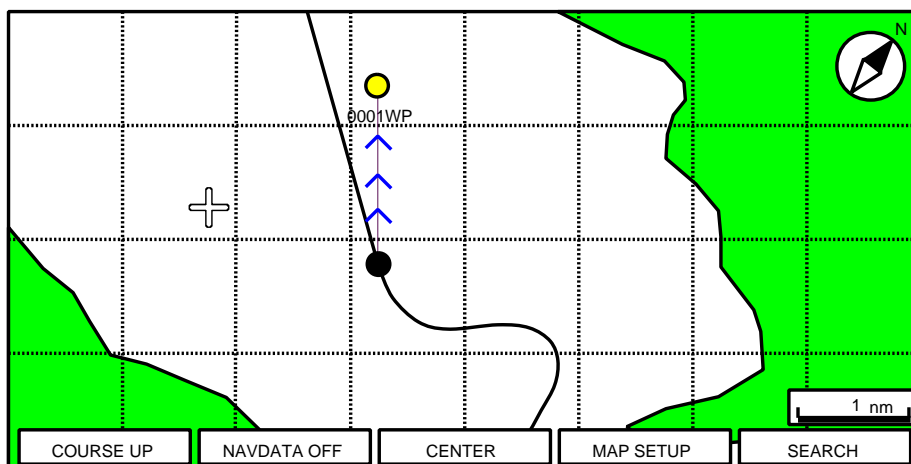 N
0001WP
1 nm
COURSE UP NAVDATA OFF CENTER MAP SETUP SEARCH